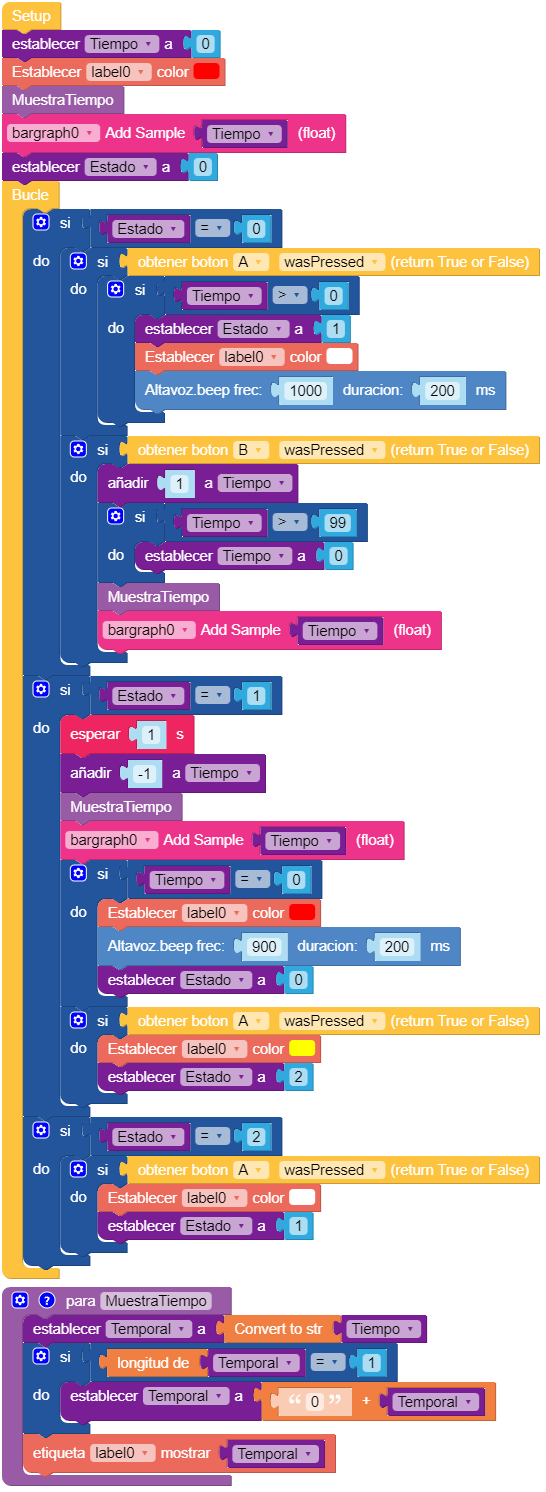 Setup
establecer Tiempo a 0
Establecer label0 color
MuestraTiempo
bargraph0 Add Sample Tiempo (float)
establecer Estado a 0
Bucle
si Estado = 0
do si obtener boton A wasPressed (return True or False)
do si Tiempo > 0
do establecer Estado a 1
Establecer label0 color
Altavoz.beep frec: 1000 duracion: 200 ms
si obtener boton B wasPressed (return True or False)
do añadir 1 a Tiempo
si Tiempo > 99
do establecer Tiempo a 0
MuestraTiempo
bargraph0 Add Sample Tiempo (float)
si Estado = 1
do esperar 1 s
añadir -1 a Tiempo
MuestraTiempo
bargraph0 Add Sample Tiempo (float)
si Tiempo = 0
do Establecer label0 color
Altavoz.beep frec: 900 duracion: 200 ms
establecer Estado a 0
si obtener boton A wasPressed (return True or False)
do Establecer label0 color
establecer Estado a 2
si Estado = 2
do si obtener boton A wasPressed (return True or False)
do Establecer label0 color
establecer Estado a 1
? para MuestraTiempo
establecer Temporal a Convert to str Tiempo
si longitud de Temporal = 1
do establecer Temporal a “ 0 ” + Temporal
etiqueta label0 mostrar Temporal